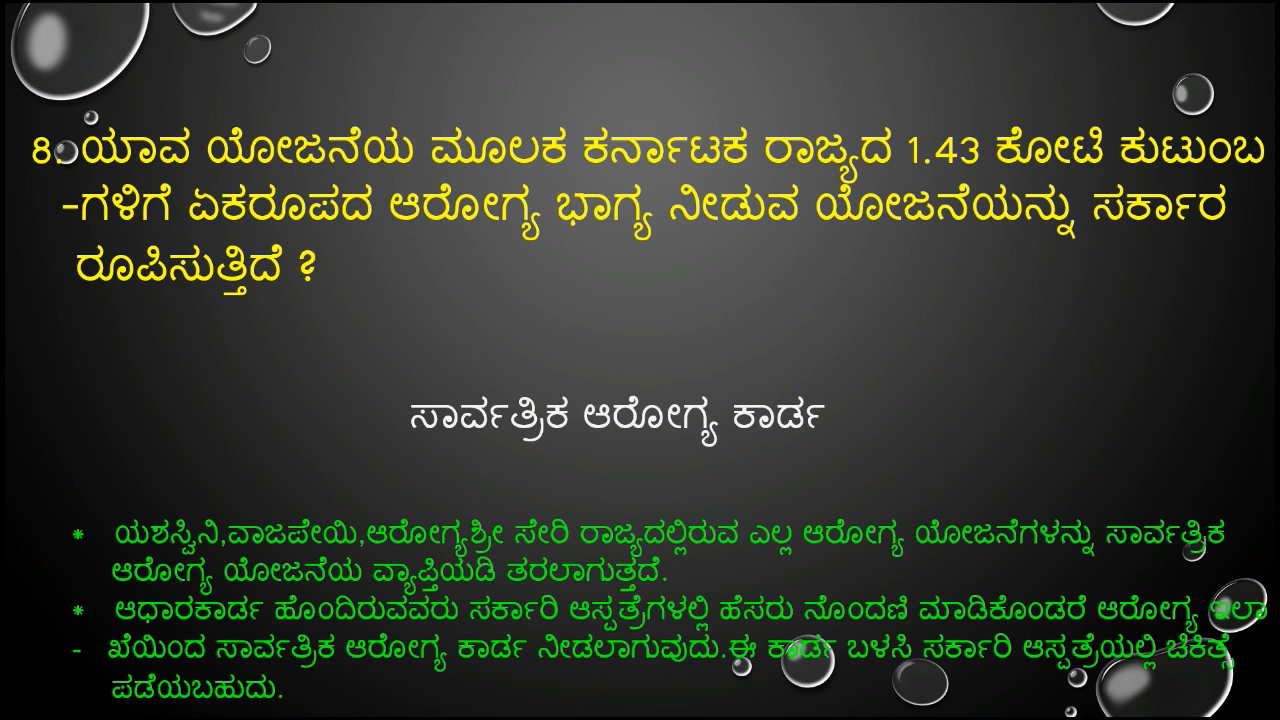 8. ಯಾವ ಯೋಜನೆಯ ಮೂಲಕ ಕರ್ನಾಟಕ ರಾಜ್ಯದ 1.43 ಕೋಟಿ ಕುಟುಂಬ
-ಗಳಿಗೆ ಏಕರೂಪದ ಆರೋಗ್ಯ ಭಾಗ್ಯ ನೀಡುವ ಯೋಜನೆಯನ್ನು ಸರ್ಕಾರ
ರೂಪಿಸುತ್ತಿದೆ ?
ಸಾರ್ವತ್ರಿಕ ಆರೋಗ್ಯ ಕಾರ್ಡ
* ಯಶಸ್ವಿನಿ,ವಾಜಪೇಯಿ,ಆರೋಗ್ಯಶ್ರೀ ಸೇರಿ ರಾಜ್ಯದಲ್ಲಿರುವ ಎಲ್ಲ ಆರೋಗ್ಯ ಯೋಜನೆಗಳನ್ನು ಸಾರ್ವತ್ರಿಕ
ಆರೋಗ್ಯ ಯೋಜನೆಯ ವ್ಯಾಪ್ತಿಯಡಿ ತರಲಾಗುತ್ತದೆ.
* ಆಧಾರಕಾರ್ಡ ಹೊಂದಿರುವವರು ಸರ್ಕಾರಿ ಆಸ್ಪತ್ರೆಗಳಲ್ಲಿ ಹೆಸರು ನೊಂದಣಿ ಮಾಡಿಕೊಂಡರೆ ಆರೋಗ್ಯ ಇಲಾ
- ಖೆಯಿಂದ ಸಾರ್ವತ್ರಿಕ ಆರೋಗ್ಯ ಕಾರ್ಡ ನೀಡಲಾಗುವುದು.ಈ ಕಾರ್ಡ ಬಳಸಿ ಸರ್ಕಾರಿ ಆಸ್ಪತ್ರೆಯಲ್ಲಿ ಚಿಕಿತ್ಸೆ
ಪಡೆಯಬಹುದು.